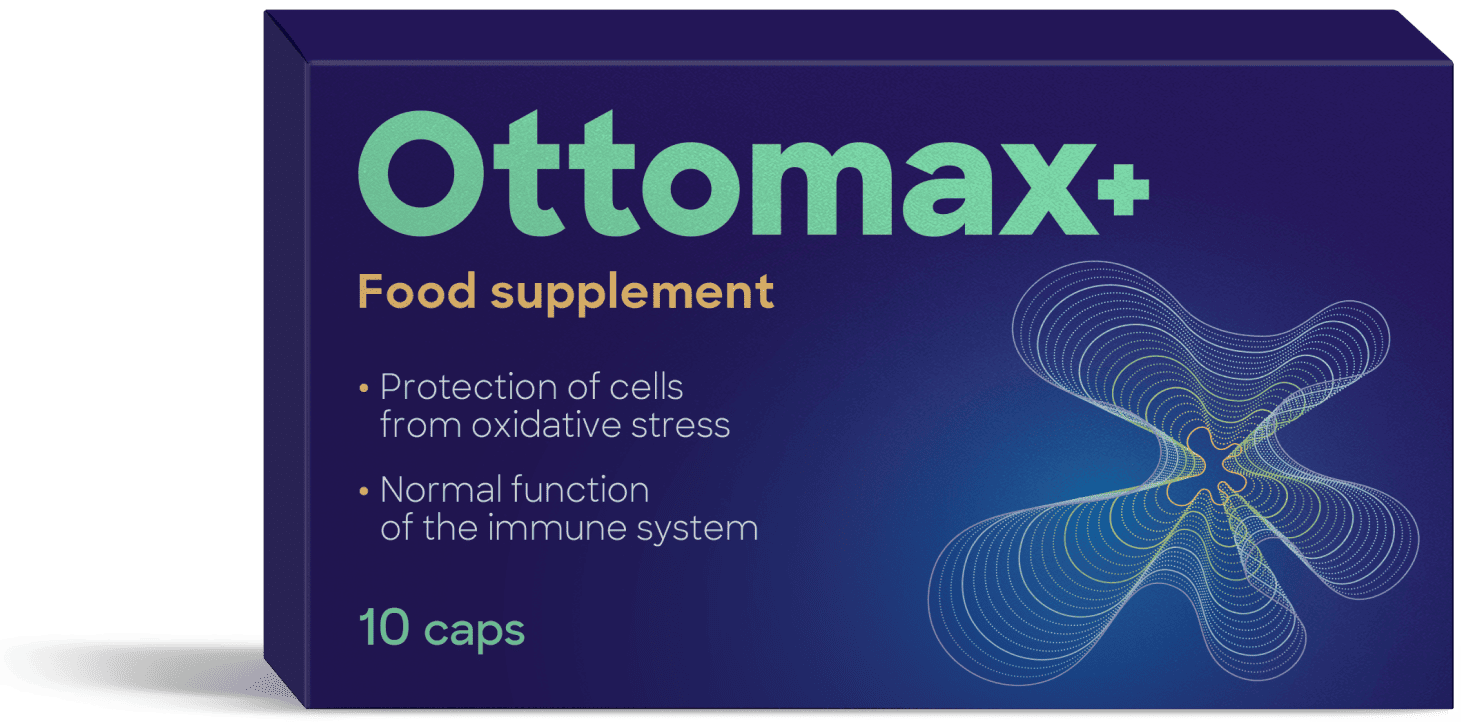 Ottomax+
Food supplement
• Protection of cells
from oxidative stress
• Normal function
of the immune system
10 caps